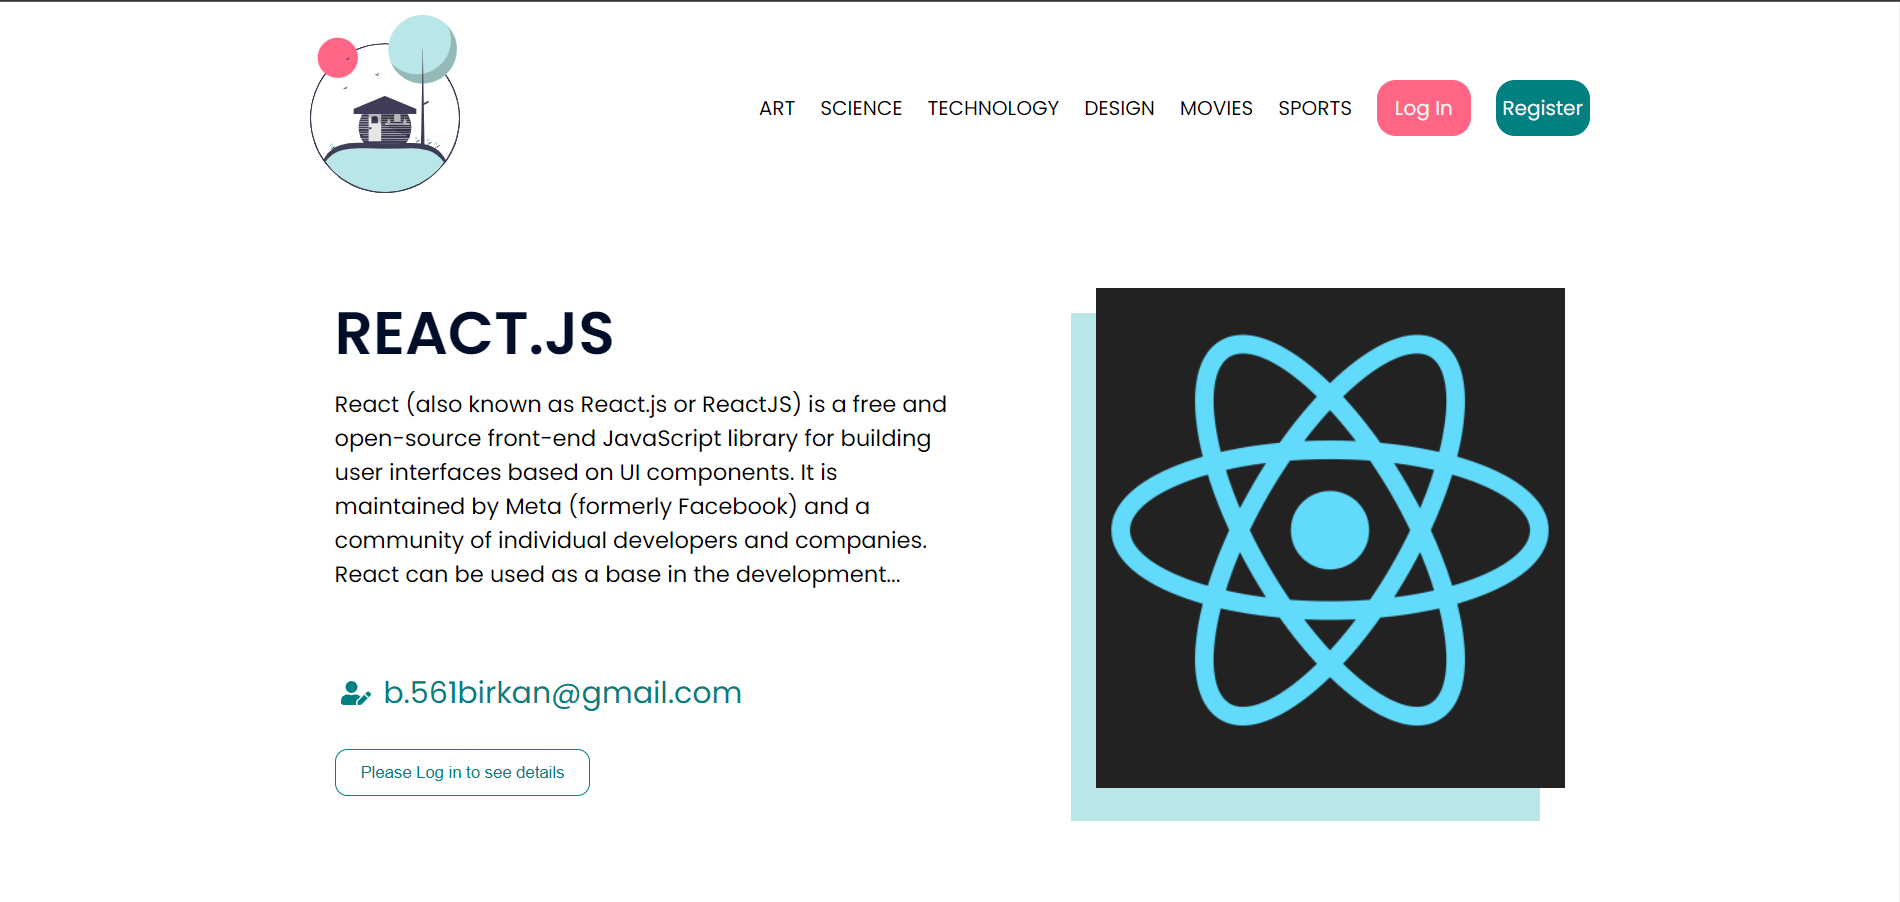 ART SCIENCE TECHNOLOGY DESIGN MOVIES SPORTS Log In Register
REACT.JS
React (also known as React.js or ReactJS) is a free and
open-source front-end JavaScript library for building
user interfaces based on UI components. It is
maintained by Meta (formerly Facebook) and a
community of individual developers and companies.
React can be used as a base in the development...
b.561birkan@gmail.com
Please Log in to see details